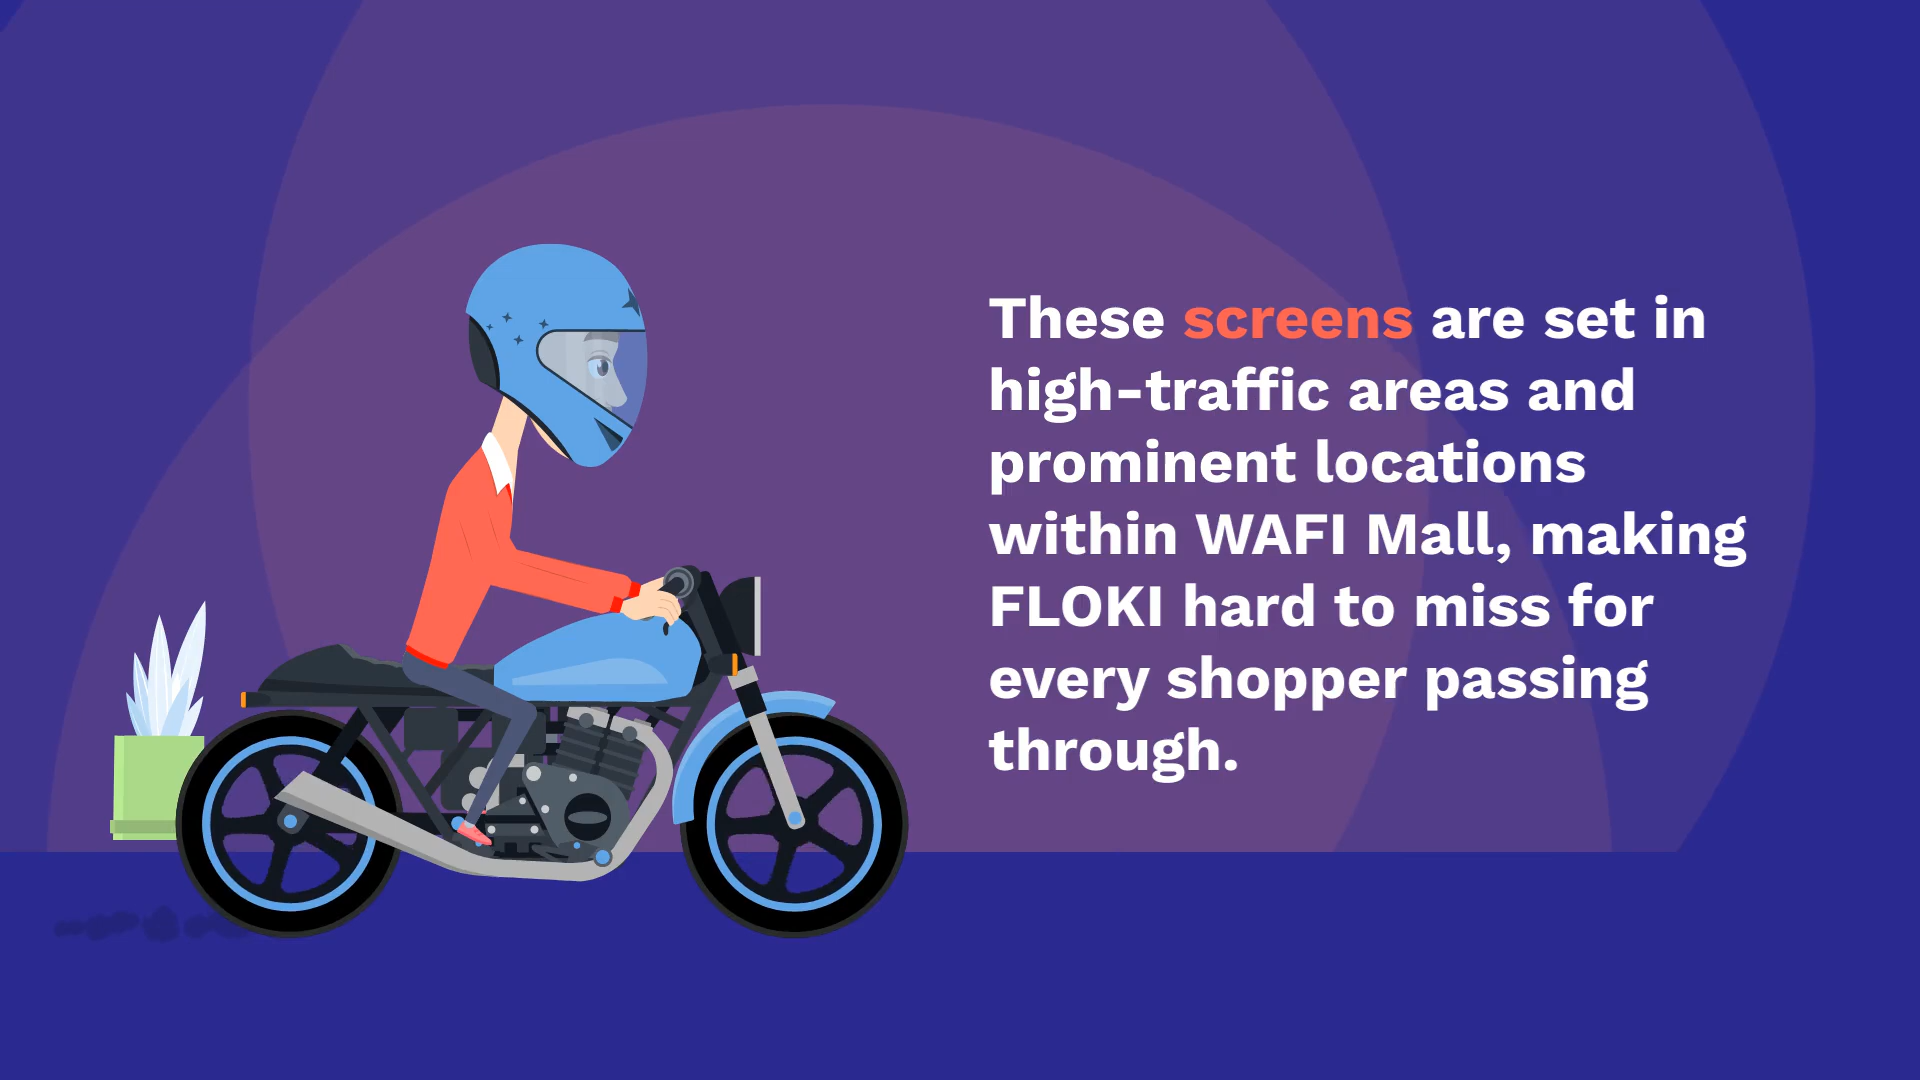 These screens are set in
high-traffic areas and
prominent locations
within WAFI Mall, making
FLOKI hard to miss for
every shopper passing
through.